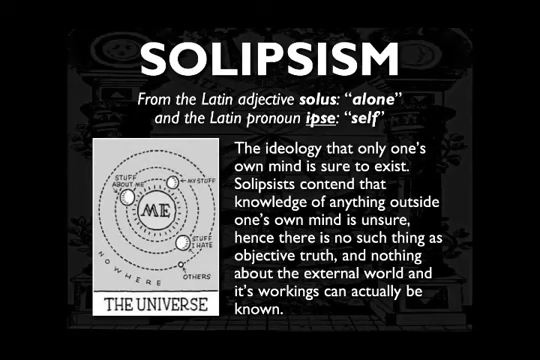 SOLIPSISM
From the Latin adjective solus: “alone”
and the Latin pronoun ipse: “self”
STUFF
ABOUT ME
MY STUFF
ME
STUFF
I HATE
OTHERS
NOWHERE
THE UNIVERSE
The ideology that only one’s
own mind is sure to exist.
Solipsists contend that
knowledge of anything outside
one’s own mind is unsure,
hence there is no such thing as
objective truth, and nothing
about the external world and
it’s workings can actually be
known.